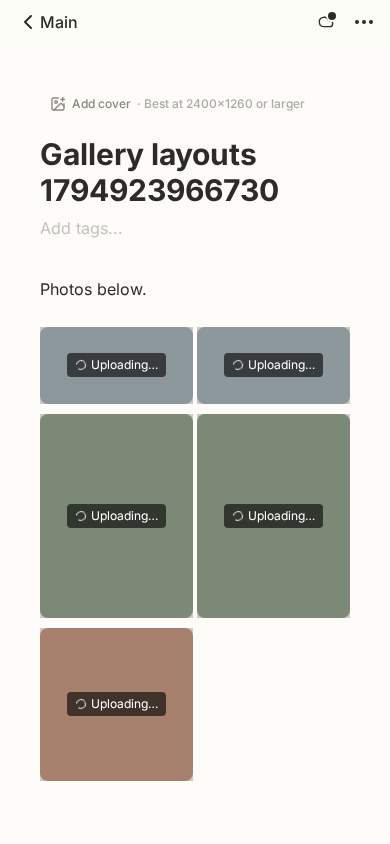 Main
Add cover · Best at 2400×1260 or larger
Gallery layouts
1794923966730
Add tags...
Photos below.
Uploading... Uploading...
Uploading... Uploading...
Uploading...